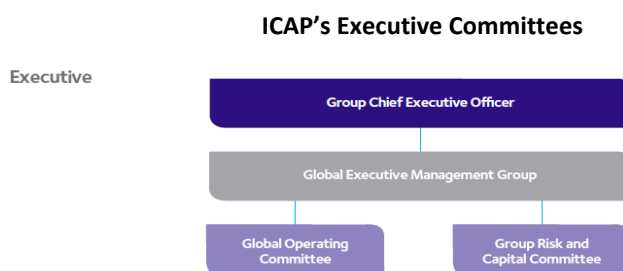 ICAP's Executive Committees
Executive
Group Chief Executive Officer
Global Executive Management Group
Global Operating
Committee
Group Risk and
Capital Committee